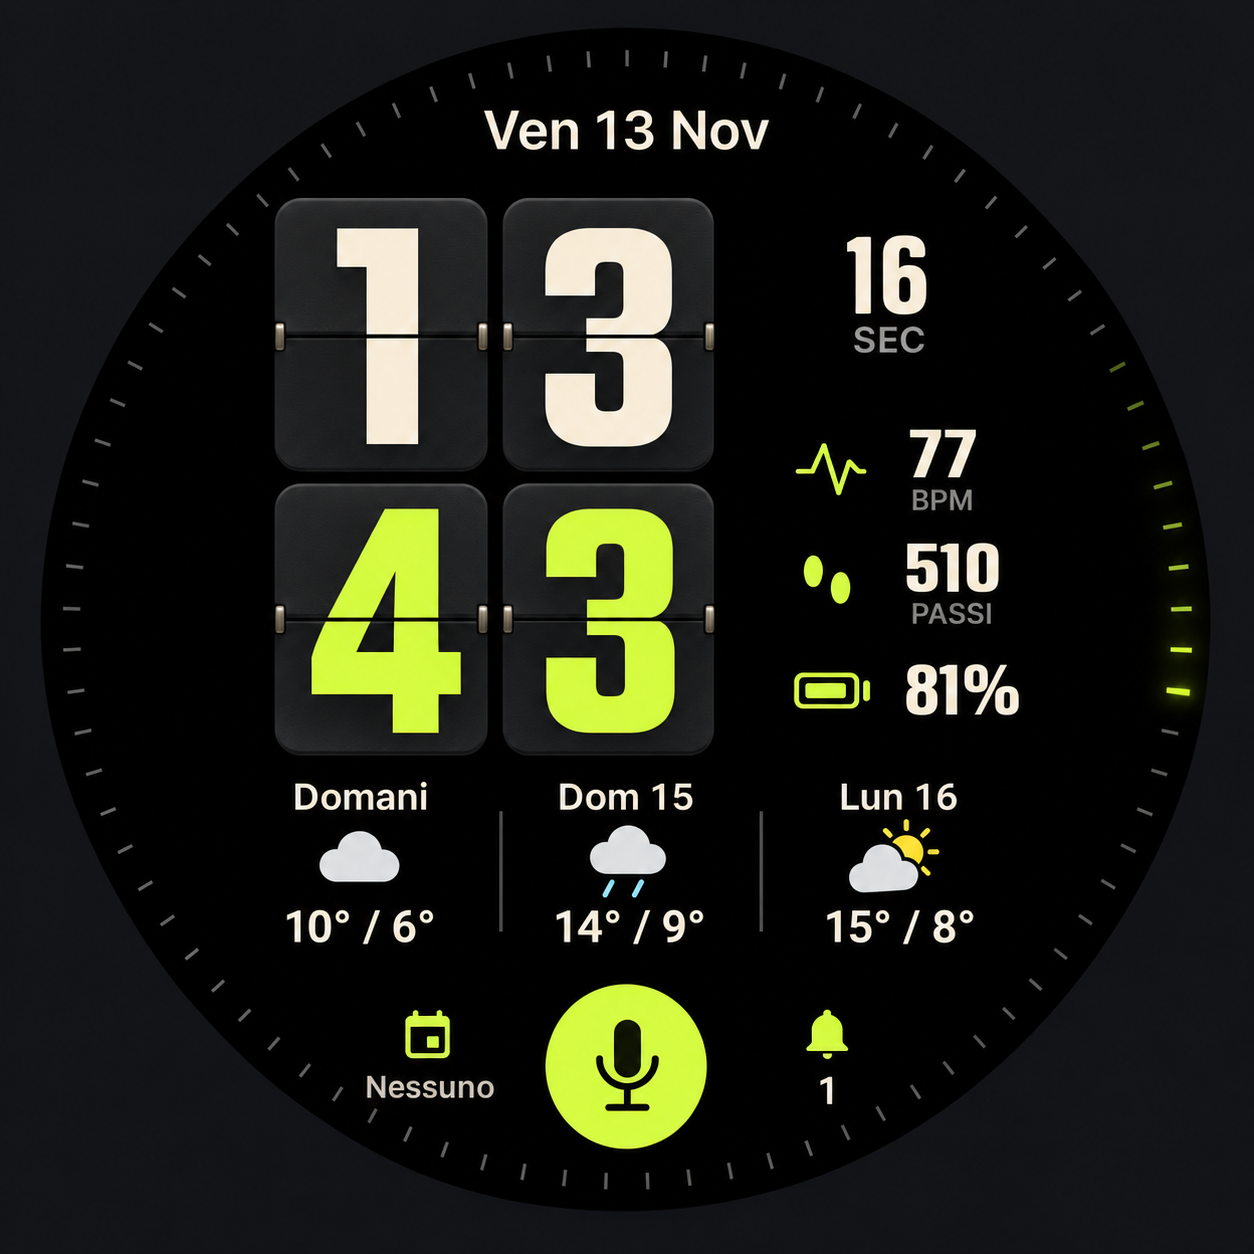 Ven 13 Nov
13
43
16
SEC
77
BPM
510
PASSI
81%
Domani
10° / 6°
Dom 15
14° / 9°
Lun 16
15° / 8°
Nessuno
1